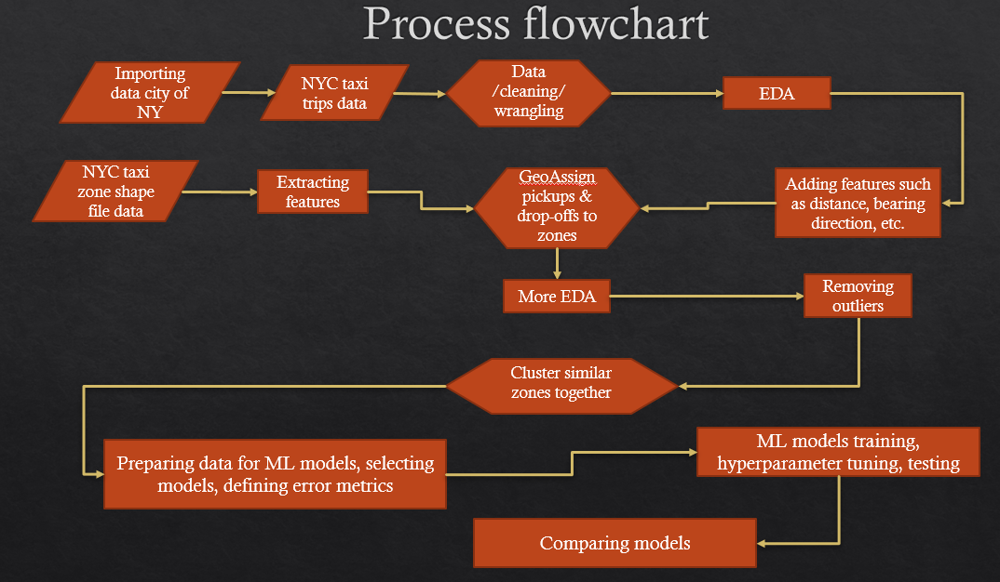 Process flowchart
Importing
data city of
NY
NYC taxi
trips data
Data
/cleaning/
wrangling
EDA
NYC taxi
zone shape
file data
Extracting
features
GeoAssign
pickups &
drop-offs to
zones
Adding features such
as distance, bearing
direction, etc.
More EDA
Removing
outliers
Cluster similar
zones together
Preparing data for ML models, selecting
models, defining error metrics
ML models training,
hyperparameter tuning, testing
Comparing models